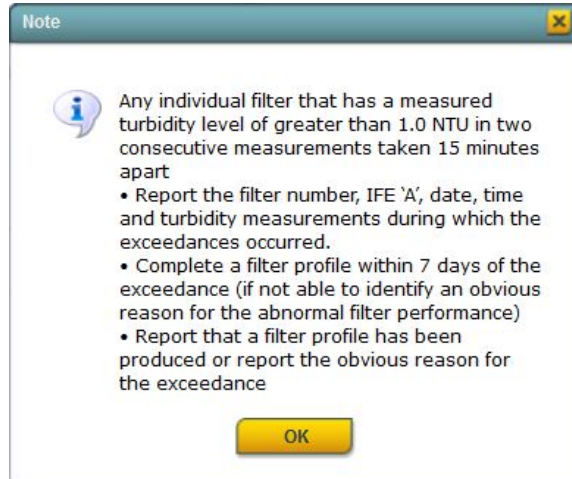 Note
Any individual filter that has a measured
turbidity level of greater than 1.0 NTU in two
consecutive measurements taken 15 minutes
apart
• Report the filter number, IFE ‘A’, date, time
and turbidity measurements during which the
exceedances occurred.
• Complete a filter profile within 7 days of the
exceedance (if not able to identify an obvious
reason for the abnormal filter performance)
• Report that a filter profile has been
produced or report the obvious reason for
the exceedance
OK